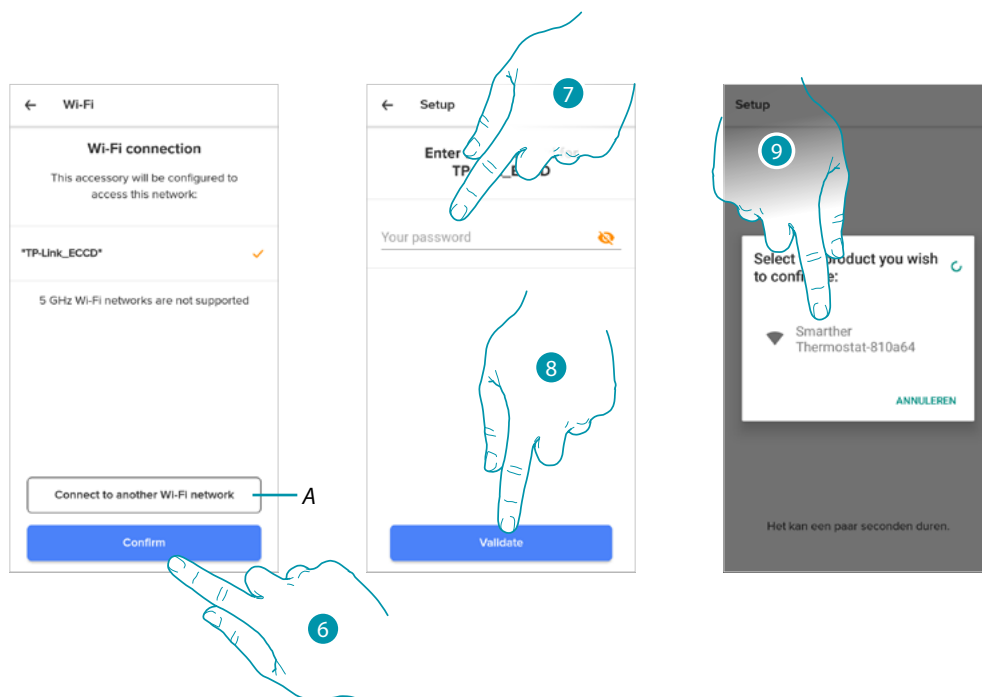 Wi-Fi
Wi-Fi connection
This accessory will be configured to
access this network:
"TP-Link_ECCD"
5 GHz Wi-Fi networks are not supported
Connect to another Wi-Fi network
A
Confirm
6
Setup
7
Enter
TP
D
Your password
8
Validate
Setup
9
Select product you wish
to
Smarther
Thermostat-810a64
ANNULEREN
Het kan een paar seconden duren.